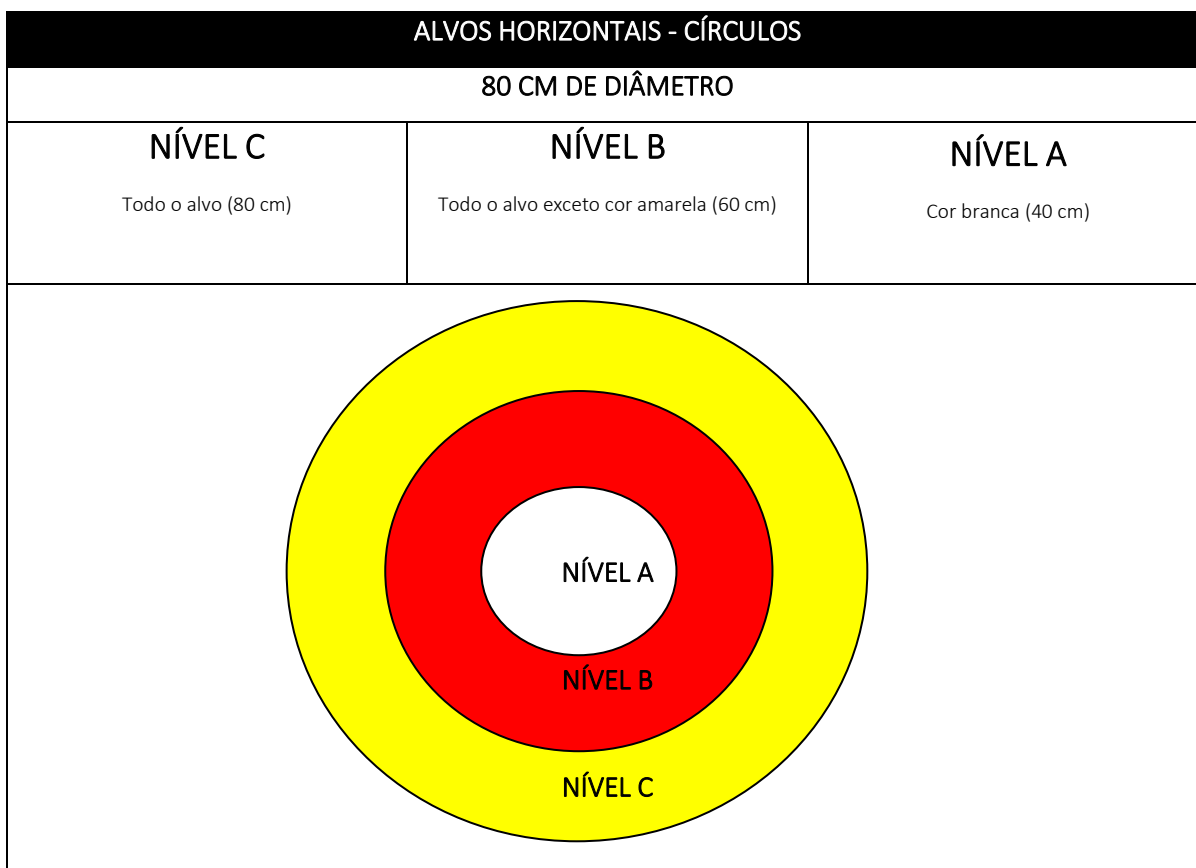 ALVOS HORIZONTAIS - CÍRCULOS
80 CM DE DIÂMETRO
NÍVEL C
Todo o alvo (80 cm)
NÍVEL B
Todo o alvo exceto cor amarela (60 cm)
NÍVEL A
Cor branca (40 cm)
NÍVEL A
NÍVEL B
NÍVEL C